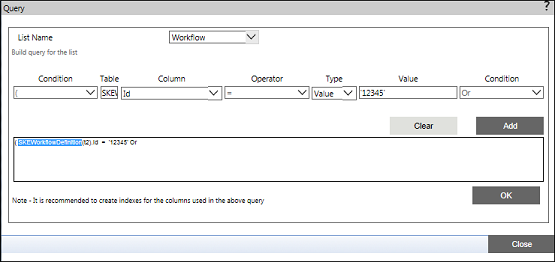 Query ?
List Name Workflow
Build query for the list
Condition Table Column Operator Type Value Condition
( SKEW Id = Value '12345' Or
Clear Add
( SKEWorkflowDefinition(t2).Id = '12345' Or
OK
Note - It is recommended to create indexes for the columns used in the above query
Close